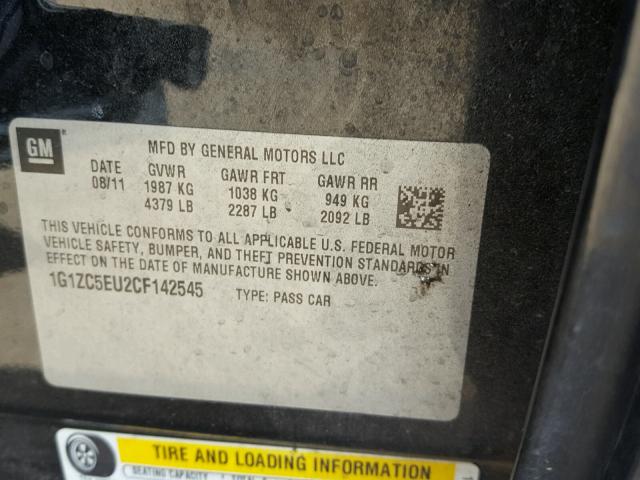 GM
MFD BY GENERAL MOTORS LLC
DATE GVWR GAWR FRT GAWR RR
08/11 1987 KG 1038 KG 949 KG
4379 LB 2287 LB 2092 LB
THIS VEHICLE CONFORMS TO ALL APPLICABLE U.S. FEDERAL MOTOR
VEHICLE SAFETY, BUMPER, AND THEFT PREVENTION STANDARDS IN
EFFECT ON THE DATE OF MANUFACTURE SHOWN ABOVE.
1G1ZC5EU2CF142545 TYPE: PASS CAR
TIRE AND LOADING INFORMATION
SEATING CAPACITY